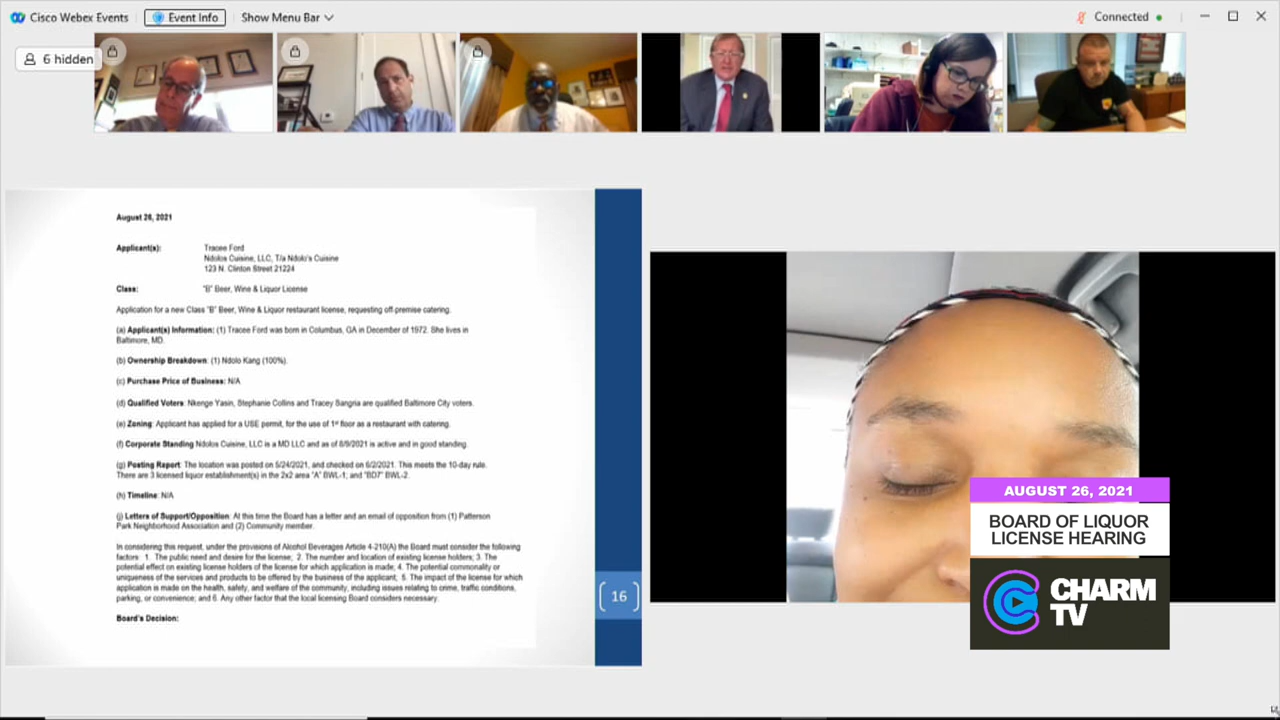 Cisco Webex Events
Event Info
Show Menu Bar
Connected
6 hidden
August 26, 2021
Applicant(s): Tracee Ford
Ndolos Cuisine, LLC, T/a Ndolo's Cuisine
123 N. Clinton Street 21224
Class: "B" Beer, Wine & Liquor License
Application for a new Class "B" Beer, Wine & Liquor restaurant license, requesting off-premise catering.
(a) Applicant(s) Information: (1) Tracee Ford was born in Columbus, GA in December of 1972. She lives in
Baltimore, MD.
(b) Ownership Breakdown: (1) Ndolo Kang (100%).
(c) Purchase Price of Business: N/A
(d) Qualified Voters: Nkenge Yasin, Stephanie Collins and Tracey Sangria are qualified Baltimore City voters.
(e) Zoning: Applicant has applied for a USE permit, for the use of 1st floor as a restaurant with catering.
(f) Corporate Standing Ndolos Cuisine, LLC is a MD LLC and as of 8/9/2021 is active and in good standing.
(g) Posting Report: The location was posted on 5/24/2021, and checked on 6/2/2021. This meets the 10-day rule.
There are 3 licensed liquor establishment(s) in the 2x2 area "A" BWL-1; and "BD7" BWL-2.
(h) Timeline: N/A
(i) Letters of Support/Opposition: At this time the Board has a letter and an email of opposition from (1) Patterson
Park Neighborhood Association and (2) Community member.
In considering this request, under the provisions of Alcohol Beverages Article 4-210(A) the Board must consider the following
factors: 1. The public need and desire for the license; 2. The number and location of existing license holders; 3. The
potential effect on existing license holders of the license for which application is made; 4. The potential commonality or
uniqueness of the services and products to be offered by the business of the applicant; 5. The impact of the license for which
application is made on the health, safety, and welfare of the community, including issues relating to crime, traffic conditions,
parking, or convenience; and 6. Any other factor that the local licensing Board considers necessary.
Board's Decision:
16
AUGUST 26, 2021
BOARD OF LIQUOR
LICENSE HEARING
CHARM
TV